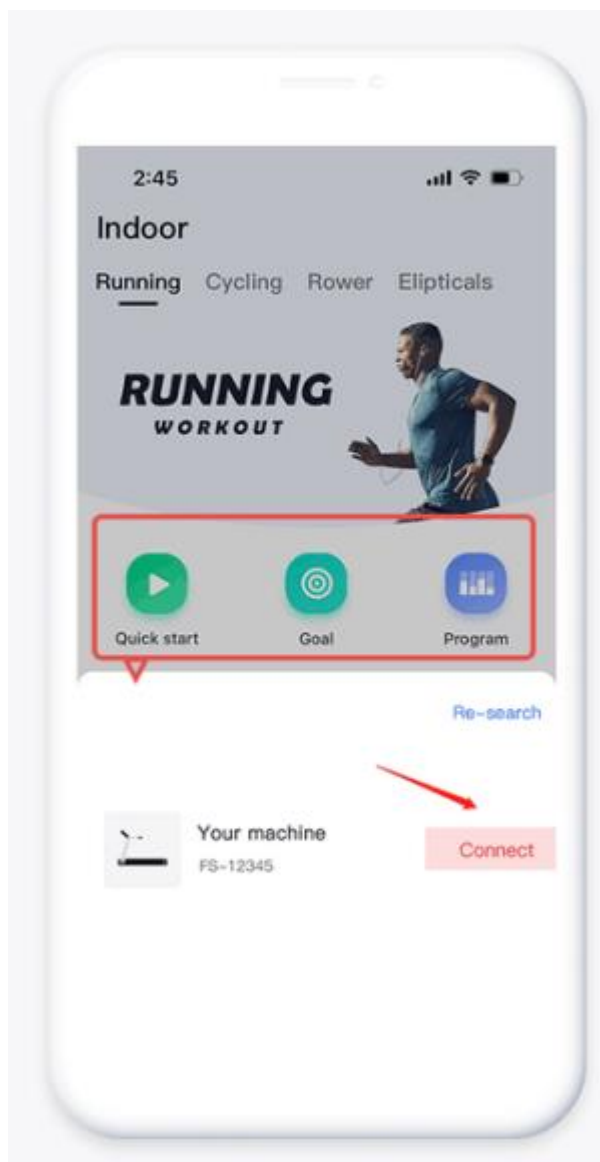 2:45
Indoor
Running Cycling Rower Elipticals
RUNNING
WORKOUT
Quick start Goal Program
Re-search
Your machine
FS-12345
Connect